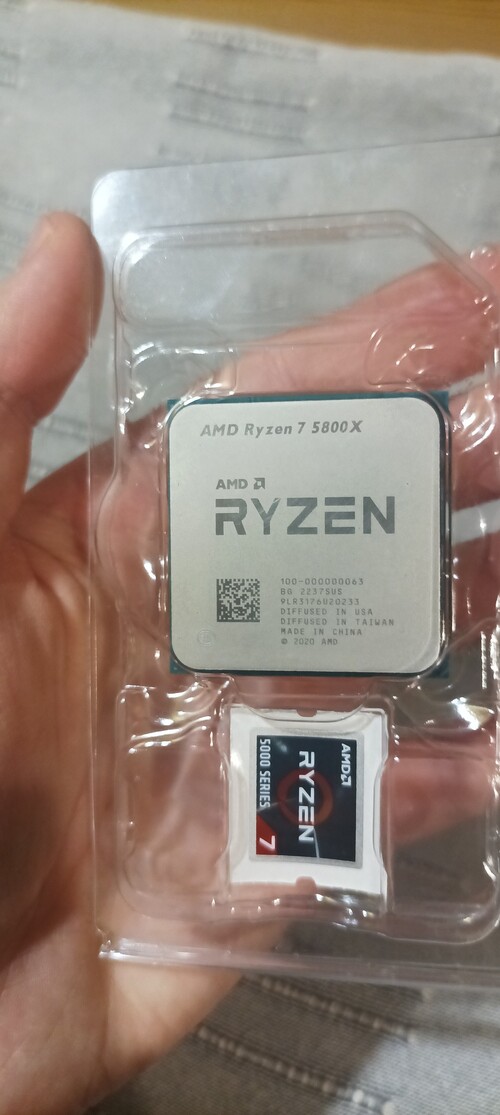 AMD Ryzen 7 5800X
AMD
RYZEN
100-000000063
BG 2237SUS
9LR3176U20233
DIFFUSED IN USA
DIFFUSED IN TAIWAN
MADE IN CHINA
© 2020 AMD
AMD
RYZEN
5000 SERIES
7